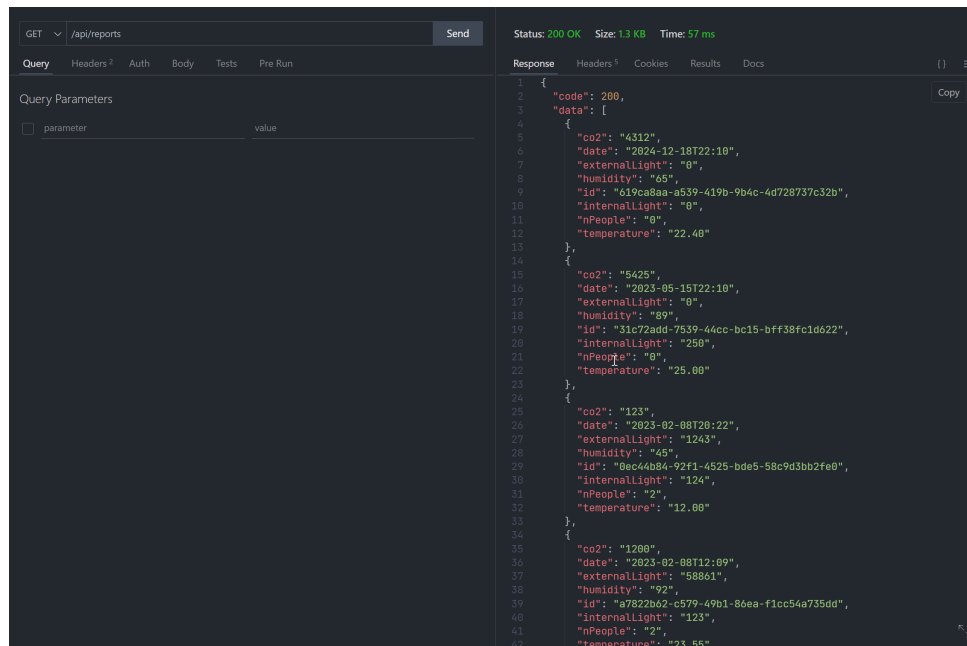 GET /api/reports Send
Query Headers 2 Auth Body Tests Pre Run
Query Parameters
parameter value
Status: 200 OK Size: 1.3 KB Time: 57 ms
Response Headers 5 Cookies Results Docs { }
Copy
1 {
2 "code": 200,
3 "data": [
4 {
5 "co2": "4312",
6 "date": "2024-12-18T22:10",
7 "externalLight": "0",
8 "humidity": "65",
9 "id": "619ca8aa-a539-419b-9b4c-4d728737c32b",
10 "internalLight": "0",
11 "nPeople": "0",
12 "temperature": "22.40"
13 },
14 {
15 "co2": "5425",
16 "date": "2023-05-15T22:10",
17 "externalLight": "0",
18 "humidity": "89",
19 "id": "31c72add-7539-44cc-bc15-bff38fc1d622",
20 "internalLight": "250",
21 "nPeople": "0",
22 "temperature": "25.00"
23 },
24 {
25 "co2": "123",
26 "date": "2023-02-08T20:22",
27 "externalLight": "1243",
28 "humidity": "45",
29 "id": "0ec44b84-92f1-4525-bde5-58c9d3bb2fe0",
30 "internalLight": "124",
31 "nPeople": "2",
32 "temperature": "12.00"
33 },
34 {
35 "co2": "1200",
36 "date": "2023-02-08T12:09",
37 "externalLight": "58861",
38 "humidity": "92",
39 "id": "a7822b62-c579-49b1-86ea-f1cc54a735dd",
40 "internalLight": "123",
41 "nPeople": "2",
42 "temperature": "23.55"